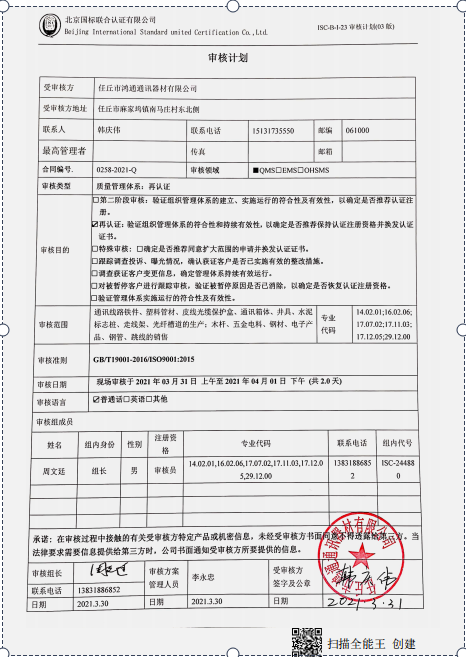 北京国标联合认证有限公司
Beijing International Standard united Certification Co.,Ltd.
ISC-B-I-23 审核计划(03版)
审核计划
受审核方 任丘市鸿通通讯器材有限公司
受审核方地址 任丘市麻家坞镇南马庄村东北侧
联系人 韩庆伟 联系电话 15131735550 邮编 061000
最高管理者 传真 邮箱
合同编号. 0258-2021-Q 审核领域 ■QMS□EMS□OHSMS
审核类型 质量管理体系：再认证
审核目的
□第二阶段审核：验证组织管理体系的建立、实施运行的符合性及有效性，以确定是否推荐认证注
册。
☑再认证：验证组织管理体系的符合性和持续有效性，以确定是否推荐保持认证注册资格并换发认证
证书。
□特殊审核：□确定是否推荐同意扩大范围的申请并换发认证证书。
□跟踪调查投诉、曝光情况，确认获证客户是否已实施有效的整改措施。
□调查获证客户变更信息，确定管理体系持续有效运行。
□对被暂停客户进行跟踪审核，验证被暂停原因是否已消除，以确定是否恢复认证注册资格。
□验证管理体系实施运行的符合性及有效性。
审核范围
通讯线路铁件、塑料管材、皮线光缆保护盒、通讯箱体、井具、水泥
标志桩、走线架、光纤槽道的生产；木杆、五金电料、钢材、电子产
品、钢管、跳线的销售
专业
代码
14.02.01;16.02.06;
17.07.02;17.11.03;
17.12.05;29.12.00
审核准则 GB/T19001-2016/ISO9001:2015
审核日期 现场审核于 2021 年 03 月 31 日 上午至 2021 年 04 月 01 日 下午 (共 2.0 天)
审核语言 ☑普通话□英语□其他
审核组成员
姓名 组内身份 性别 注册资
格 专业代码 联系电话 组内代号
周文廷 组长 男 审核员 14.02.01,16.02.06,17.07.02,17.11.03,17.12.0
5,29.12.00
1383188685
2
ISC-24488
0
承诺：在审核过程中接触的有关受审核方特定产品或机密信息，未经受审核方书面同意不得透露给第三方。当
法律要求需要信息提供给第三方时，公司书面通知受审核方所要提供的信息。
审核组长 审核方案
管理人员 李永忠 受审核方
签字及公章 韩庆伟
联系电话 13831886852
日期 2021.3.30 日期 2021.3.30 日期 2021.3.31
扫描全能王 创建